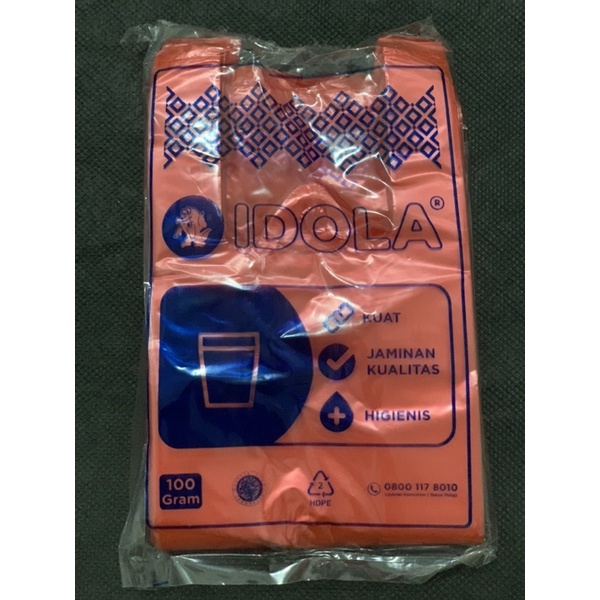 IDOLA®
KUAT
JAMINAN
KUALITAS
HIGIENIS
100
Gram
2
HDPE
0800 117 8010